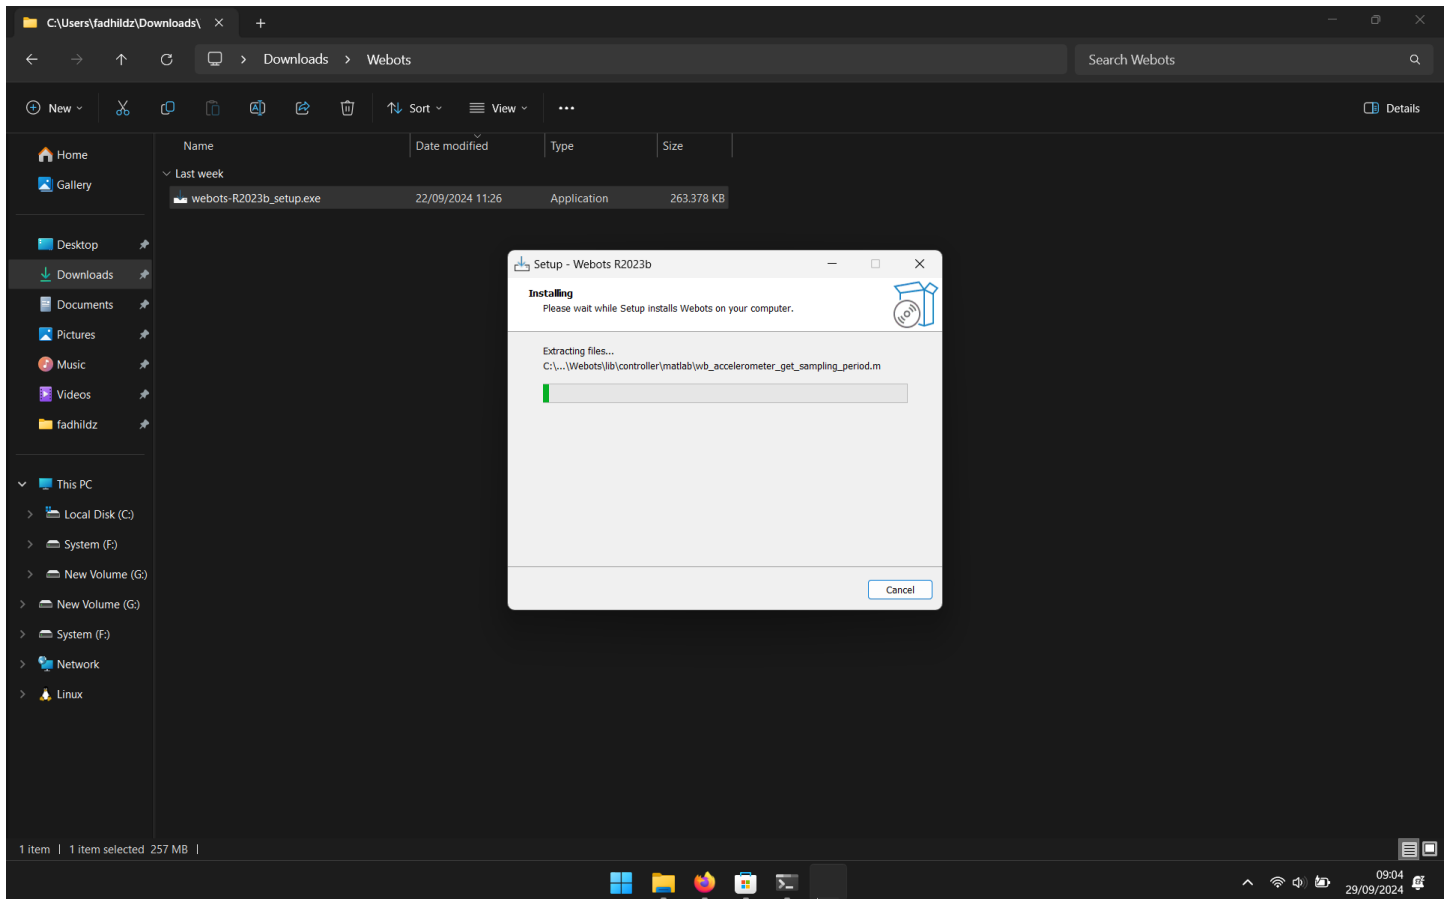 C:\Users\fadhildz\Downloads\
Downloads > Webots
Search Webots
New
Sort
View
Details
Name
Date modified
Type
Size
Last week
webots-R2023b_setup.exe
22/09/2024 11:26
Application
263.378 KB
Home
Gallery
Desktop
Downloads
Documents
Pictures
Music
Videos
fadhildz
This PC
Local Disk (C:)
System (F:)
New Volume (G:)
New Volume (G:)
System (F:)
Network
Linux
Setup - Webots R2023b
Installing
Please wait while Setup installs Webots on your computer.
Extracting files...
C:\...\Webots\lib\controller\matlab\wb_accelerometer_get_sampling_period.m
Cancel
1 item | 1 item selected 257 MB |
09:04
29/09/2024